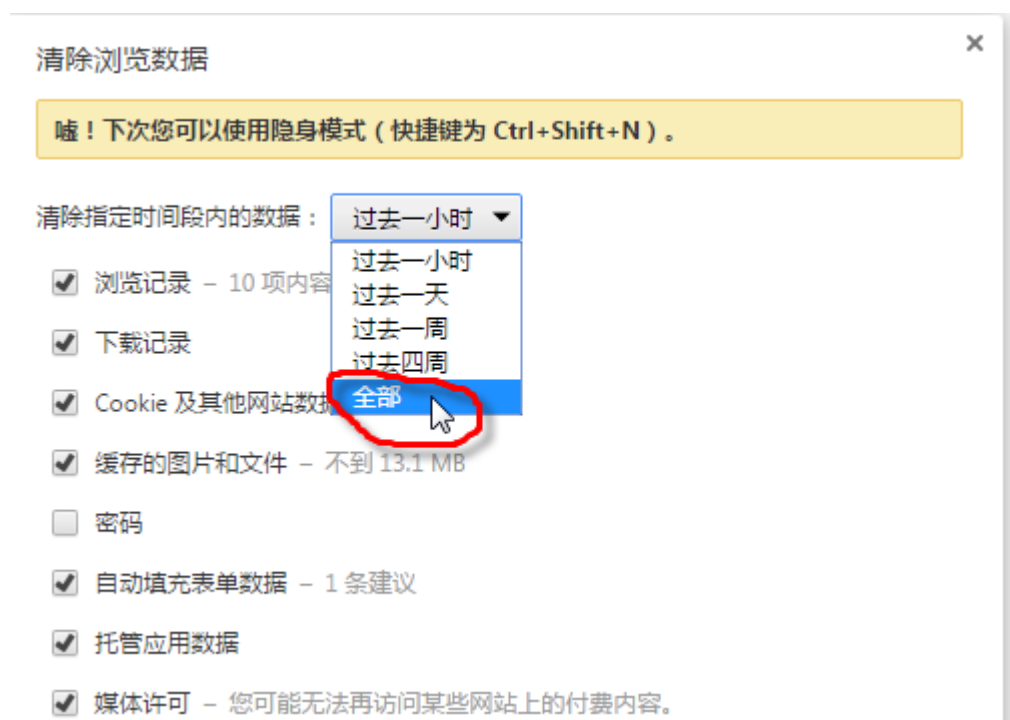 清除浏览数据
×
嘘！下次您可以使用隐身模式（快捷键为 Ctrl+Shift+N）。
清除指定时间段内的数据： 过去一小时
过去一小时
过去一天
过去一周
过去四周
全部
浏览记录 – 10 项内容
下载记录
Cookie 及其他网站数据
缓存的图片和文件 – 不到 13.1 MB
密码
自动填充表单数据 – 1 条建议
托管应用数据
媒体许可 – 您可能无法再访问某些网站上的付费内容。